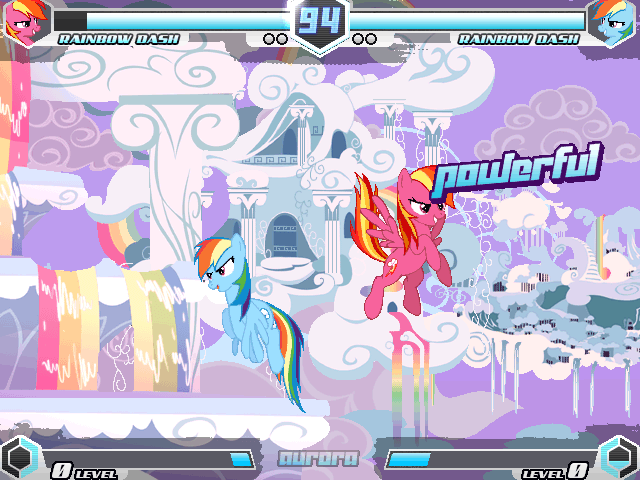 94
RAINBOW DASH
RAINBOW DASH
powerful
0 LEVEL
aurora
LEVEL 0